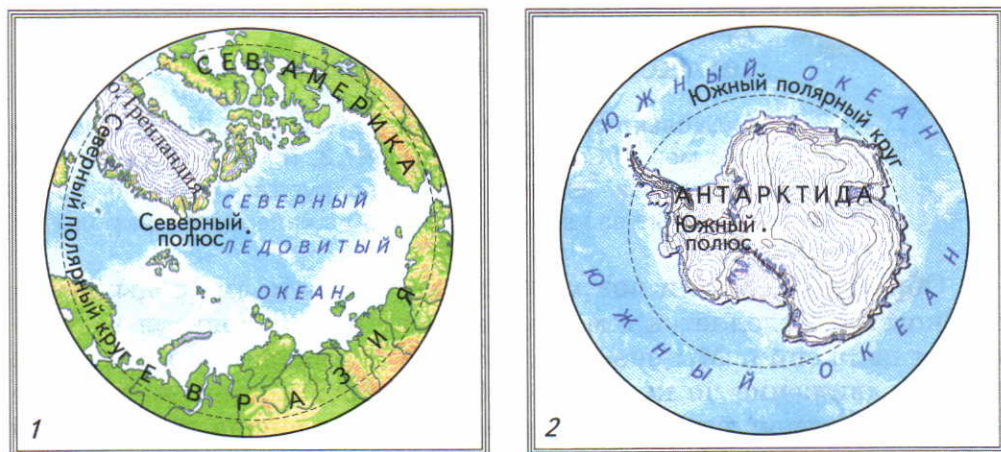 СЕВ. АМЕРИКА
о. Гренландия
Северный полярный круг
СЕВЕРНЫЙ
Северный
полюс
ЛЕДОВИТЫЙ
ОКЕАН
ЕВРАЗИЯ
1
ЮЖНЫЙ ОКЕАН
Южный полярный круг
АНТАРКТИДА
Южный
полюс
ЮЖНЫЙ ОКЕАН
2